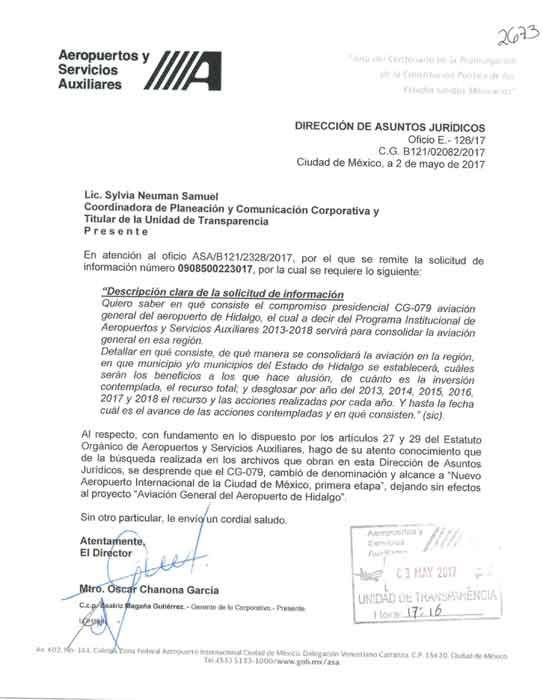 2673
Aeropuertos y
Servicios
Auxiliares
"Año del Centenario de la Promulgación
de la Constitución Política de los
Estados Unidos Mexicanos"
DIRECCIÓN DE ASUNTOS JURÍDICOS
Oficio E.- 126/17
C.G. B121/02082/2017
Ciudad de México, a 2 de mayo de 2017
Lic. Sylvia Neuman Samuel
Coordinadora de Planeación y Comunicación Corporativa y
Titular de la Unidad de Transparencia
P r e s e n t e
En atención al oficio ASA/B121/2328/2017, por el que se remite la solicitud de
información número 0908500223017, por la cual se requiere lo siguiente:
"Descripción clara de la solicitud de información
Quiero saber en qué consiste el compromiso presidencial CG-079 aviación
general del aeropuerto de Hidalgo, el cual a decir del Programa Institucional de
Aeropuertos y Servicios Auxiliares 2013-2018 servirá para consolidar la aviación
general en esa región.
Detallar en qué consiste, de qué manera se consolidará la aviación en la región,
en que municipio y/o municipios del Estado de Hidalgo se establecerá, cuáles
serán los beneficios a los que hace alusión, de cuánto es la inversión
contemplada, el recurso total; y desglosar por año del 2013, 2014, 2015, 2016,
2017 y 2018 el recurso y las acciones realizadas por cada año. Y hasta la fecha
cuál es el avance de las acciones contempladas y en qué consisten." (sic).
Al respecto, con fundamento en lo dispuesto por los artículos 27 y 29 del Estatuto
Orgánico de Aeropuertos y Servicios Auxiliares, hago de su atento conocimiento que
de la búsqueda realizada en los archivos que obran en esta Dirección de Asuntos
Jurídicos, se desprende que el CG-079, cambió de denominación y alcance a "Nuevo
Aeropuerto Internacional de la Ciudad de México, primera etapa", dejando sin efectos
al proyecto "Aviación General del Aeropuerto de Hidalgo".
Sin otro particular, le envío un cordial saludo.
Atentamente,
El Director
Mtro. Oscar Chanona García
C.c.p. Beatriz Magaña Gutiérrez.- Gerente de lo Corporativo.- Presente
Aeropuertos y
Servicios
Auxiliares
03 MAY 2017
UNIDAD DE TRANSPARENCIA
Hora: 17:16
Av. 602, No. 161, Colonia Zona Federal Aeropuerto Internacional Ciudad de México, Delegación Venustiano Carranza, C.P. 15620, Ciudad de México.
Tel.(55) 5133-1000/www.gob.mx/asa